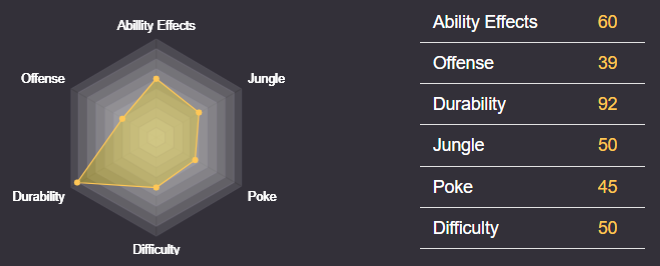 Abillity Effects
Offense
Jungle
Durability
Poke
Difficulty
Ability Effects 60
Offense 39
Durability 92
Jungle 50
Poke 45
Difficulty 50